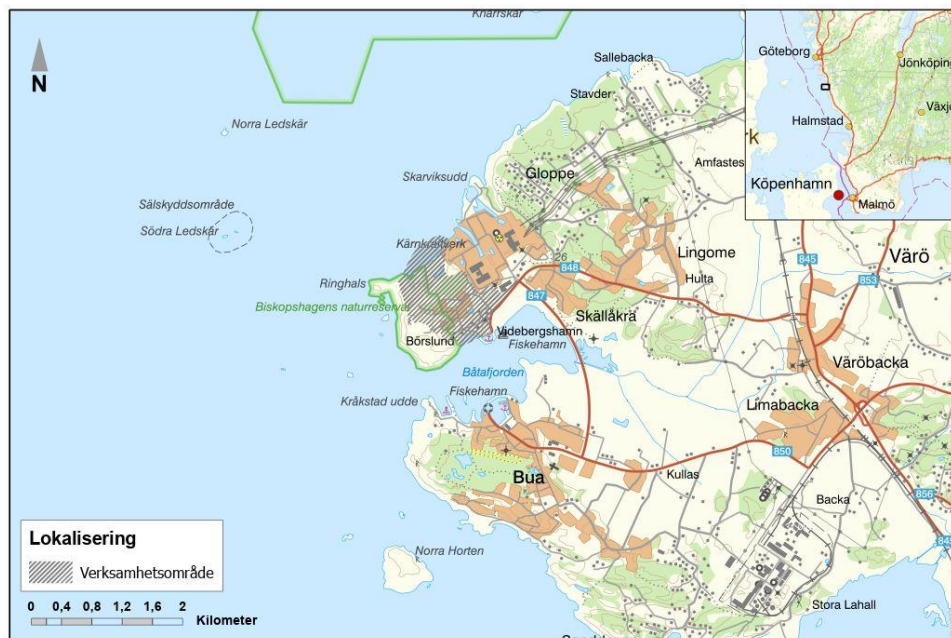 Knarrskär
N
Norra Ledskär
Sälskyddsområde
Södra Ledskär
Sallebacka
Stavder
Gloppe
Amfastes
Skarviksudd
Kärnkraftverk
26
Lingome
Hulta
848
847
Ringhals
Biskopshagens naturreservat
Börslund
Skällåkra
Videbergshamn
Fiskehamn
Båtafjorden
Fiskehamn
Kråkstad udde
845
Värö
853
Väröbacka
Limabacka
850
Kullas
Bua
Backa
856
845
Norra Horten
Stora Lahall
Göteborg
Jönköping
Växjö
Halmstad
Köpenhamn
Malmö
Lokalisering
Verksamhetsområde
0 0,4 0,8 1,2 1,6 2
Kilometer